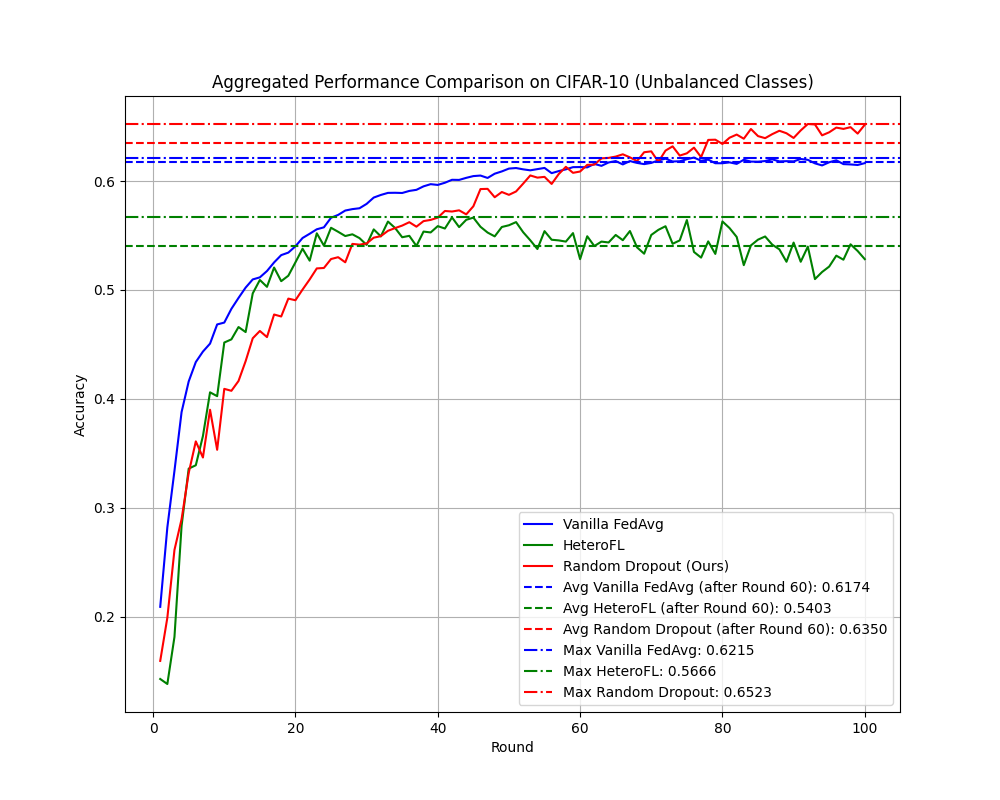 Aggregated Performance Comparison on CIFAR-10 (Unbalanced Classes)
Accuracy
0.6
0.5
0.4
0.3
0.2
0 20 40 60 80 100
Round
Vanilla FedAvg
HeteroFL
Random Dropout (Ours)
Avg Vanilla FedAvg (after Round 60): 0.6174
Avg HeteroFL (after Round 60): 0.5403
Avg Random Dropout (after Round 60): 0.6350
Max Vanilla FedAvg: 0.6215
Max HeteroFL: 0.5666
Max Random Dropout: 0.6523